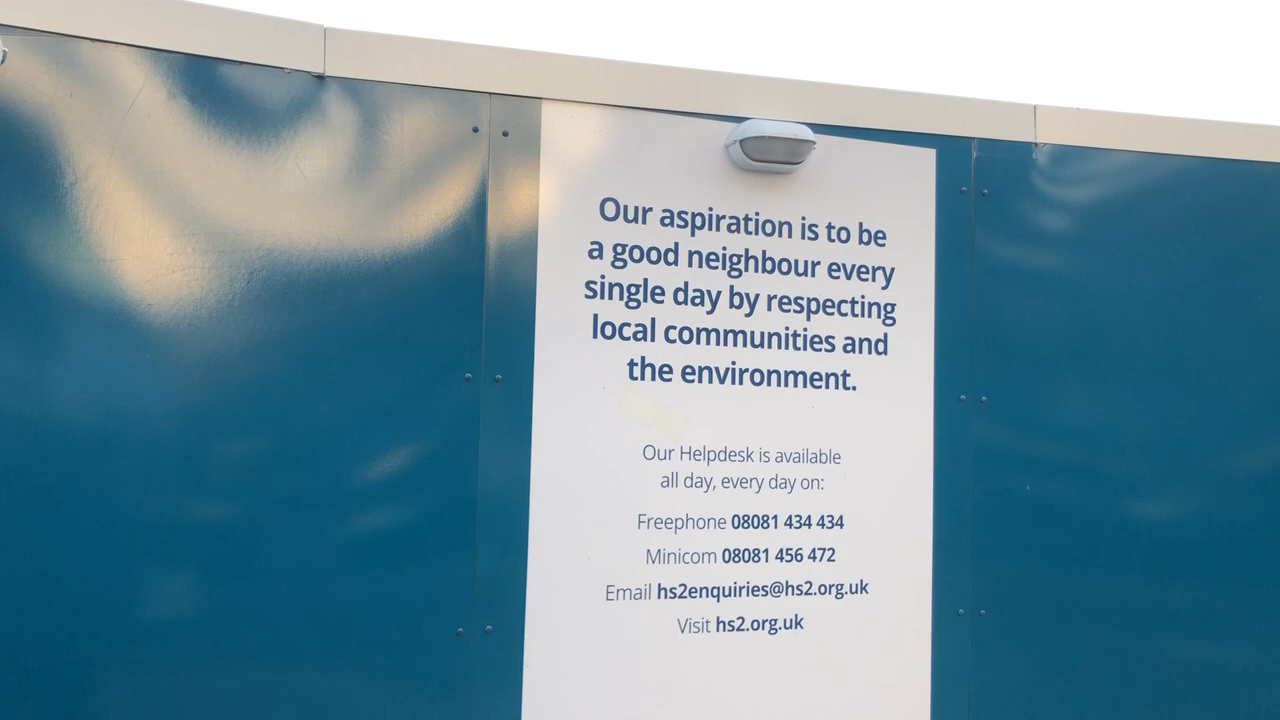 Our aspiration is to be
a good neighbour every
single day by respecting
local communities and
the environment.
Our Helpdesk is available
all day, every day on:
Freephone 08081 434 434
Minicom 08081 456 472
Email hs2enquiries@hs2.org.uk
Visit hs2.org.uk